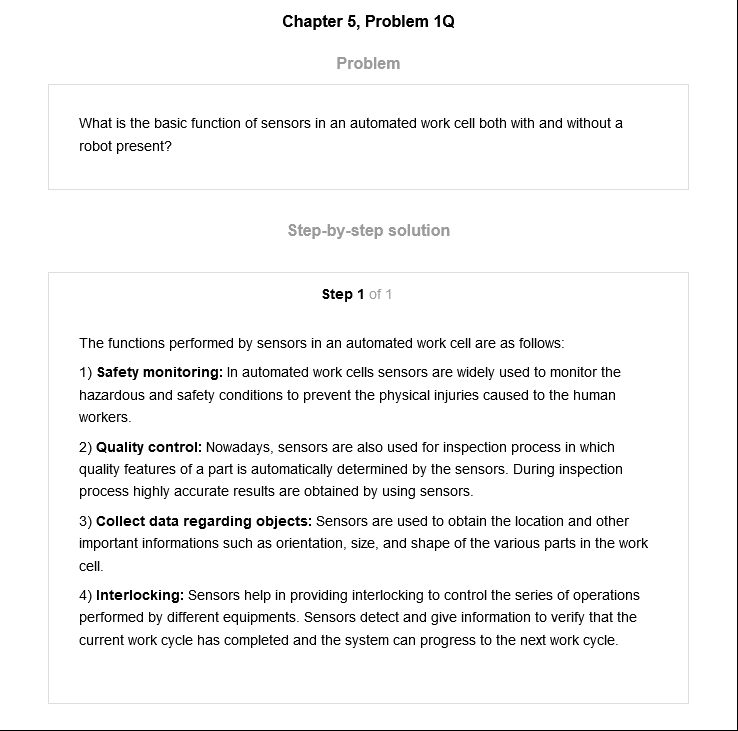 Chapter 5, Problem 1Q
Problem
What is the basic function of sensors in an automated work cell both with and without a
robot present?
Step-by-step solution
Step 1 of 1
The functions performed by sensors in an automated work cell are as follows:
1) Safety monitoring: In automated work cells sensors are widely used to monitor the
hazardous and safety conditions to prevent the physical injuries caused to the human
workers.
2) Quality control: Nowadays, sensors are also used for inspection process in which
quality features of a part is automatically determined by the sensors. During inspection
process highly accurate results are obtained by using sensors.
3) Collect data regarding objects: Sensors are used to obtain the location and other
important informations such as orientation, size, and shape of the various parts in the work
cell.
4) Interlocking: Sensors help in providing interlocking to control the series of operations
performed by different equipments. Sensors detect and give information to verify that the
current work cycle has completed and the system can progress to the next work cycle.